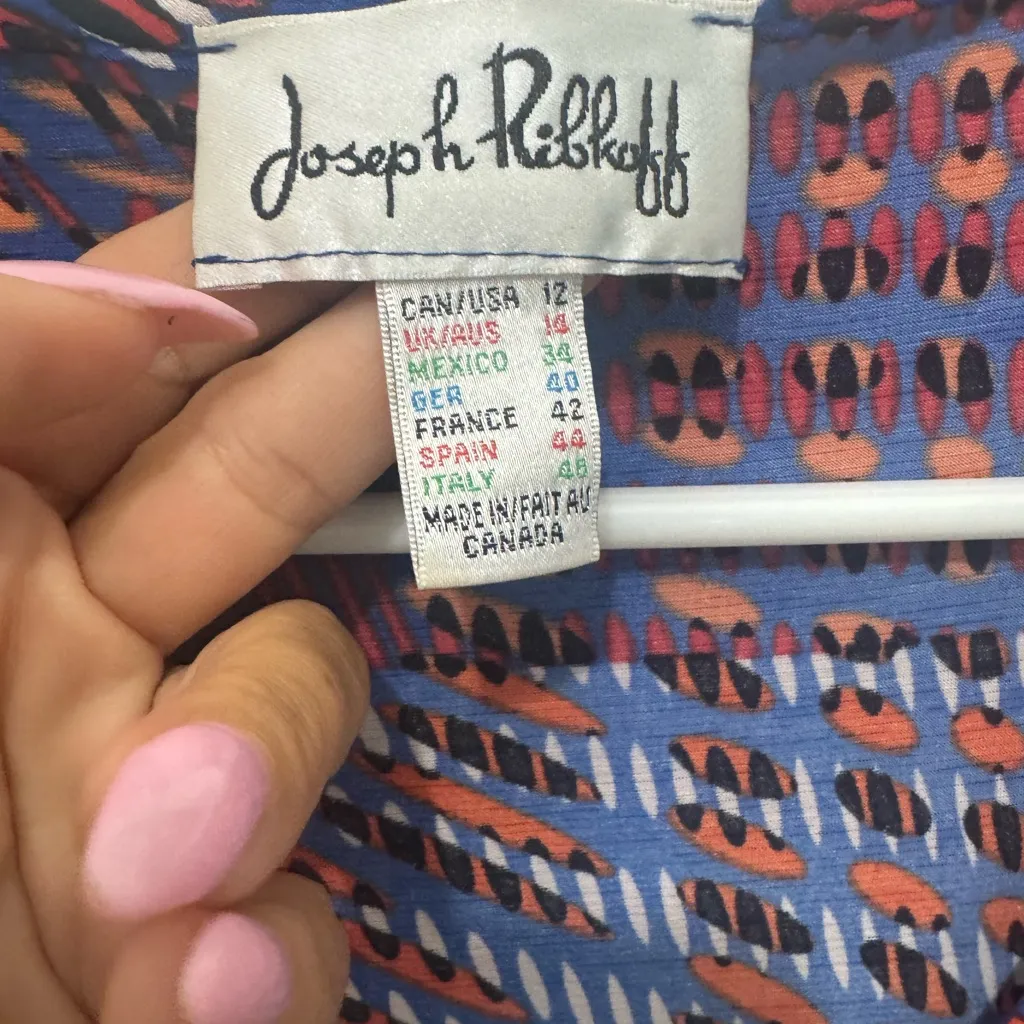 Joseph Ribkoff
CAN/USA 12
UK/AUS 14
MEXICO 34
GER 40
FRANCE 42
SPAIN 44
ITALY 48
MADE IN/FAIT AU
CANADA